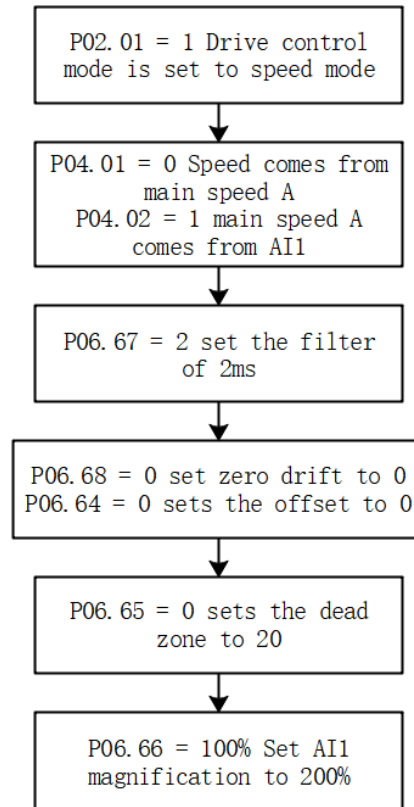 P02.01 = 1 Drive control
mode is set to speed mode
P04.01 = 0 Speed comes from
main speed A
P04.02 = 1 main speed A
comes from AI1
P06.67 = 2 set the filter
of 2ms
P06.68 = 0 set zero drift to 0
P06.64 = 0 sets the offset to 0
P06.65 = 0 sets the dead
zone to 20
P06.66 = 100% Set AI1
magnification to 200%